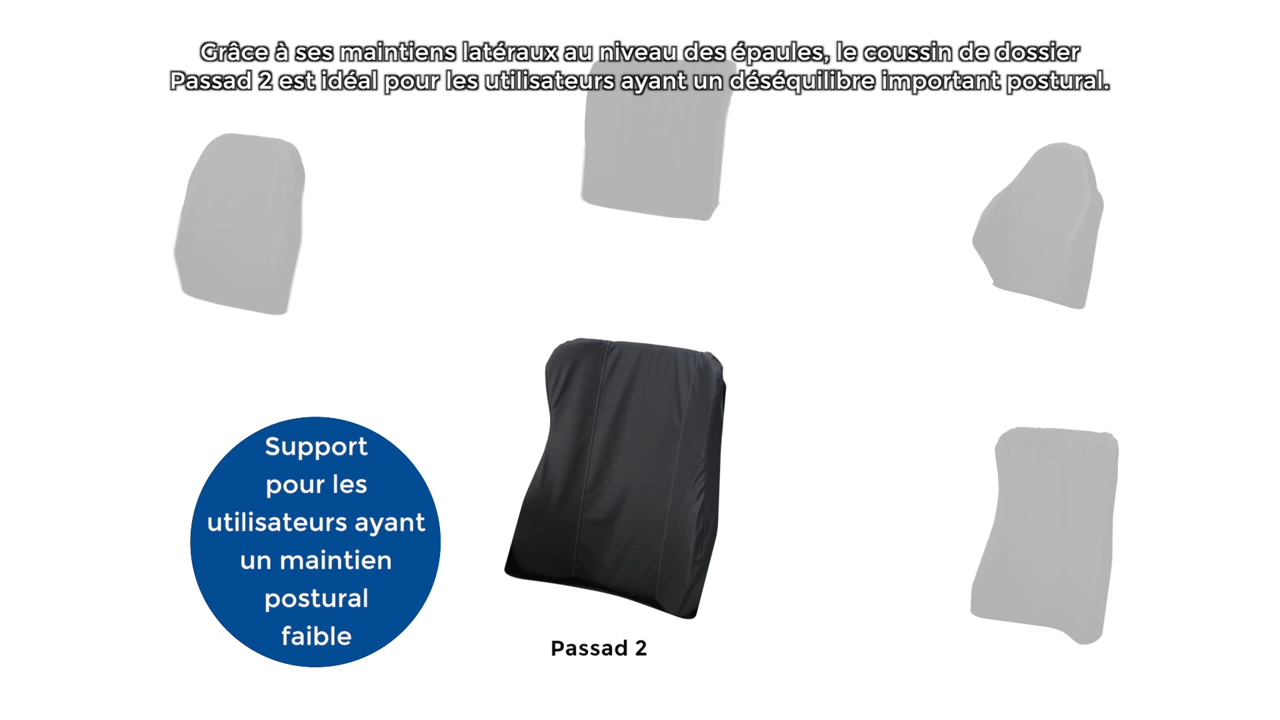 Grâce à ses maintiens latéraux au niveau des épaules, le coussin de dossier
Passad 2 est idéal pour les utilisateurs ayant un déséquilibre important postural.
Support
pour les
utilisateurs ayant
un maintien
postural
faible
Passad 2